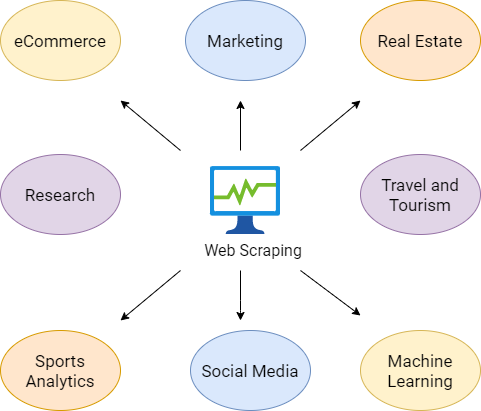 eCommerce
Marketing
Real Estate
Research
Travel and
Tourism
Web Scraping
Sports
Analytics
Social Media
Machine
Learning